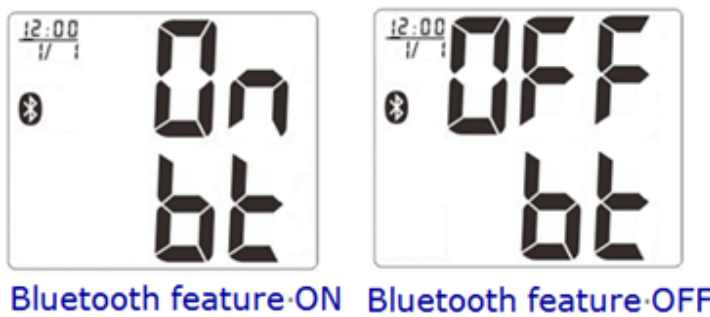 12:00
1/ 1
On
bt
Bluetooth feature·ON
12:00
1/ 1
OFF
bt
Bluetooth feature·OFF